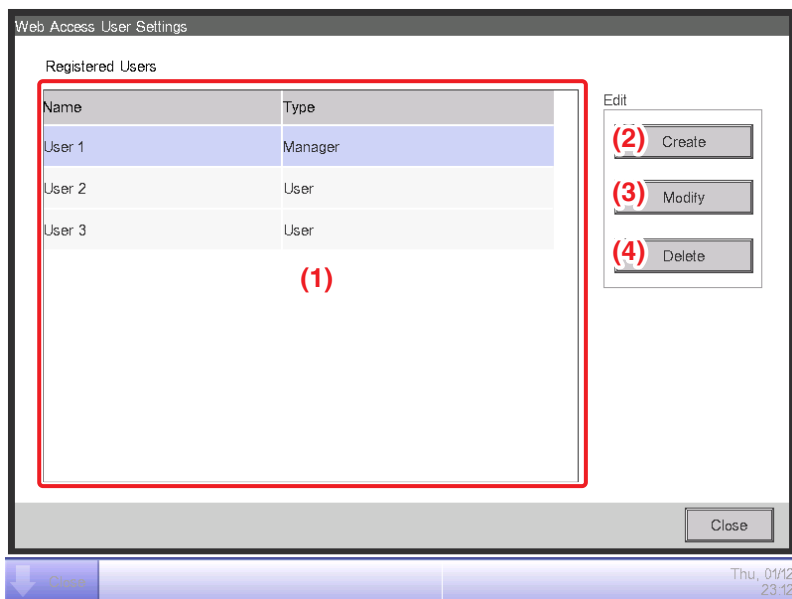 Web Access User Settings
Registered Users
Name Type
User 1 Manager
User 2 User
User 3 User
(1)
Edit
(2) Create
(3) Modify
(4) Delete
Close
Close
Thu, 01/12
23:12